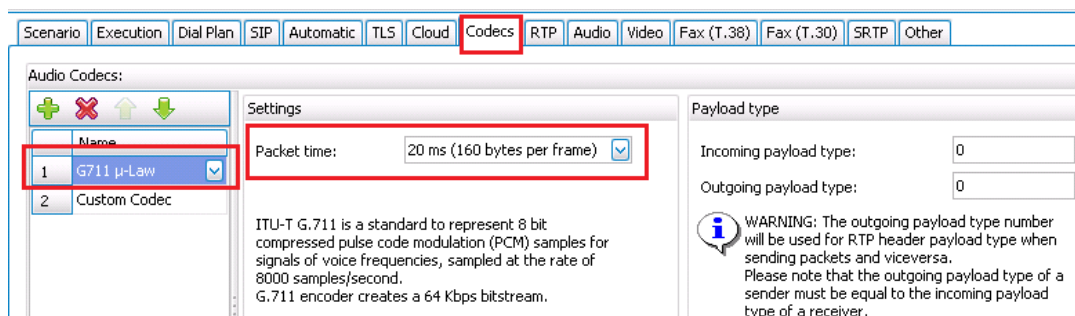 Scenario Execution Dial Plan SIP Automatic TLS Cloud Codecs RTP Audio Video Fax (T.38) Fax (T.30) SRTP Other
Audio Codecs:
Name
1 G711 µ-Law
2 Custom Codec
Settings
Packet time: 20 ms (160 bytes per frame)
ITU-T G.711 is a standard to represent 8 bit
compressed pulse code modulation (PCM) samples for
signals of voice frequencies, sampled at the rate of
8000 samples/second.
G.711 encoder creates a 64 Kbps bitstream.
Payload type
Incoming payload type: 0
Outgoing payload type: 0
WARNING: The outgoing payload type number
will be used for RTP header payload type when
sending packets and viceversa.
Please note that the outgoing payload type of a
sender must be equal to the incoming payload
type of a receiver.